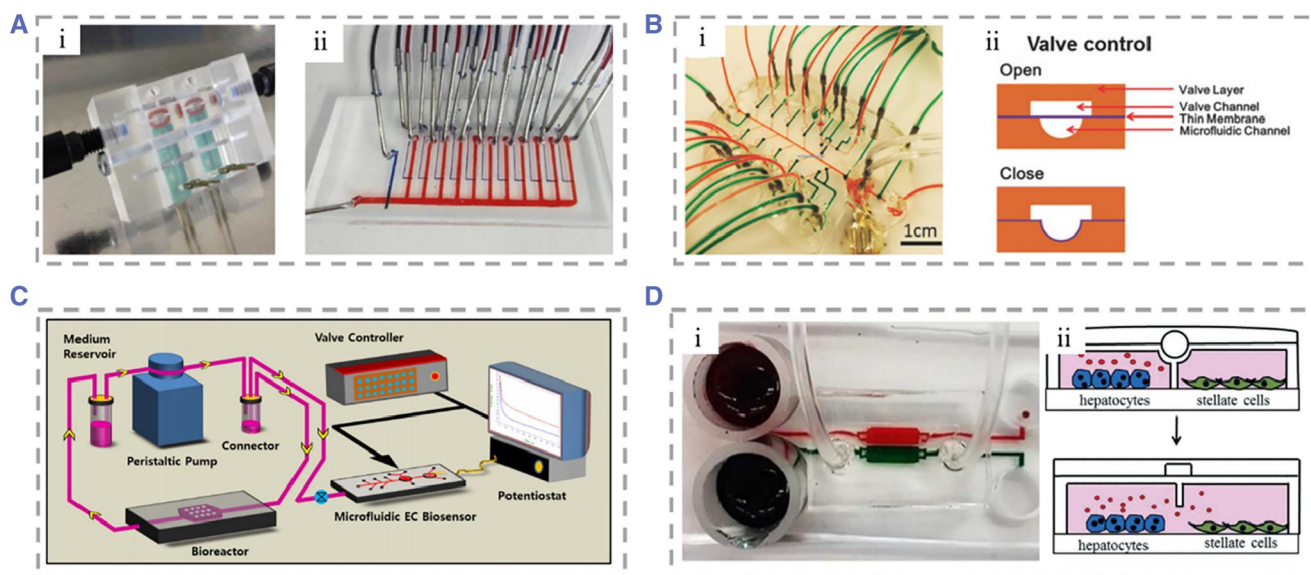 A
i
ii
B
i
1cm
ii
Valve control
Open
Valve Layer
Valve Channel
Thin Membrane
Microfluidic Channel
Close
C
Medium
Reservoir
Valve Controller
Peristaltic Pump
Connector
Potentiostat
Microfluidic EC Biosensor
Bioreactor
D
i
ii
hepatocytes
stellate cells
hepatocytes
stellate cells